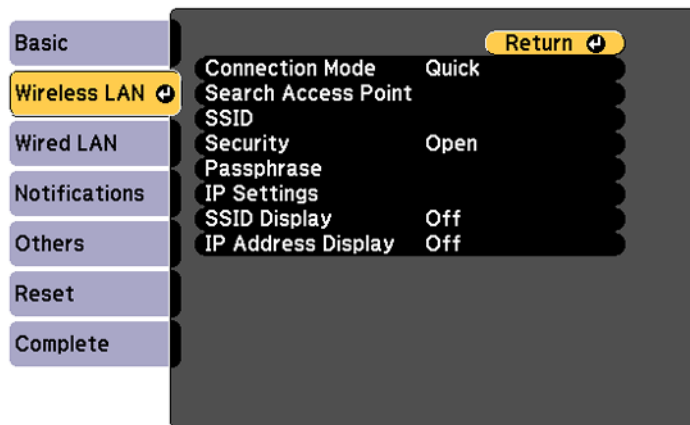 Basic
Wireless LAN
Wired LAN
Notifications
Others
Reset
Complete
Return
Connection Mode Quick
Search Access Point
SSID
Security Open
Passphrase
IP Settings
SSID Display Off
IP Address Display Off